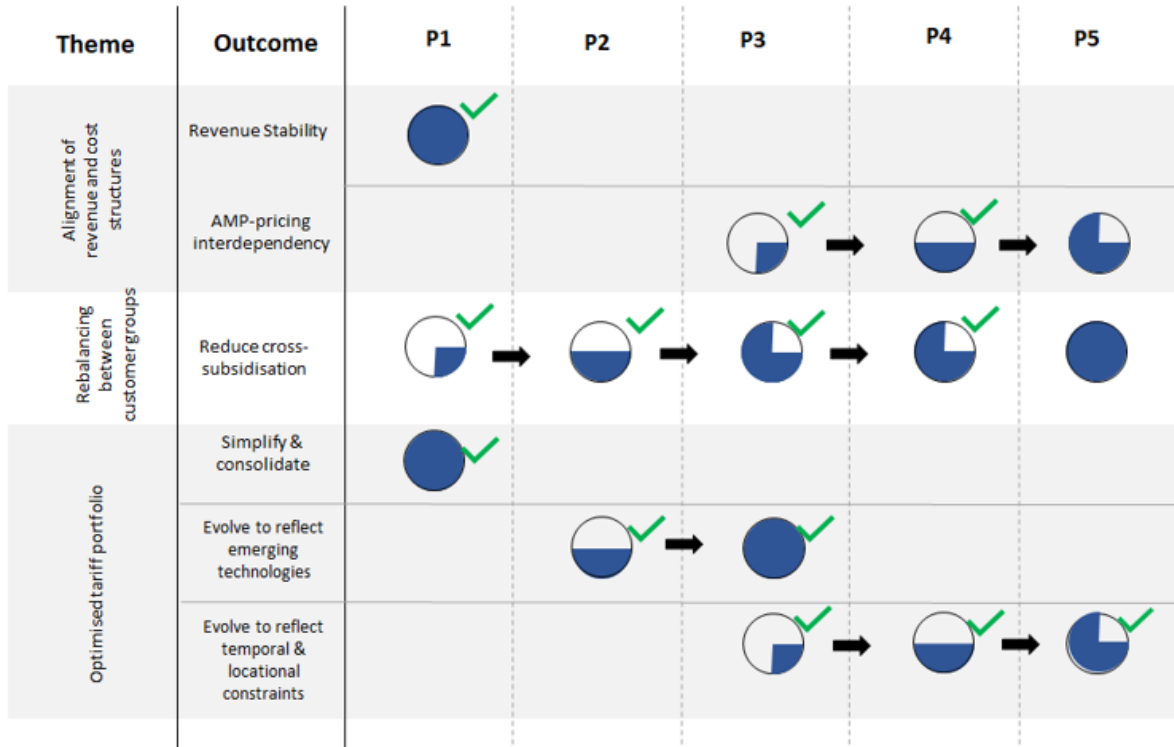 Theme
Outcome
P1
P2
P3
P4
P5
Alignment of
revenue and cost
structures
Revenue Stability
AMP-pricing
interdependency
Rebalancing
between
customer groups
Reduce cross-
subsidisation
Optimised tariff portfolio
Simplify &
consolidate
Evolve to reflect
emerging
technologies
Evolve to reflect
temporal &
locational
constraints